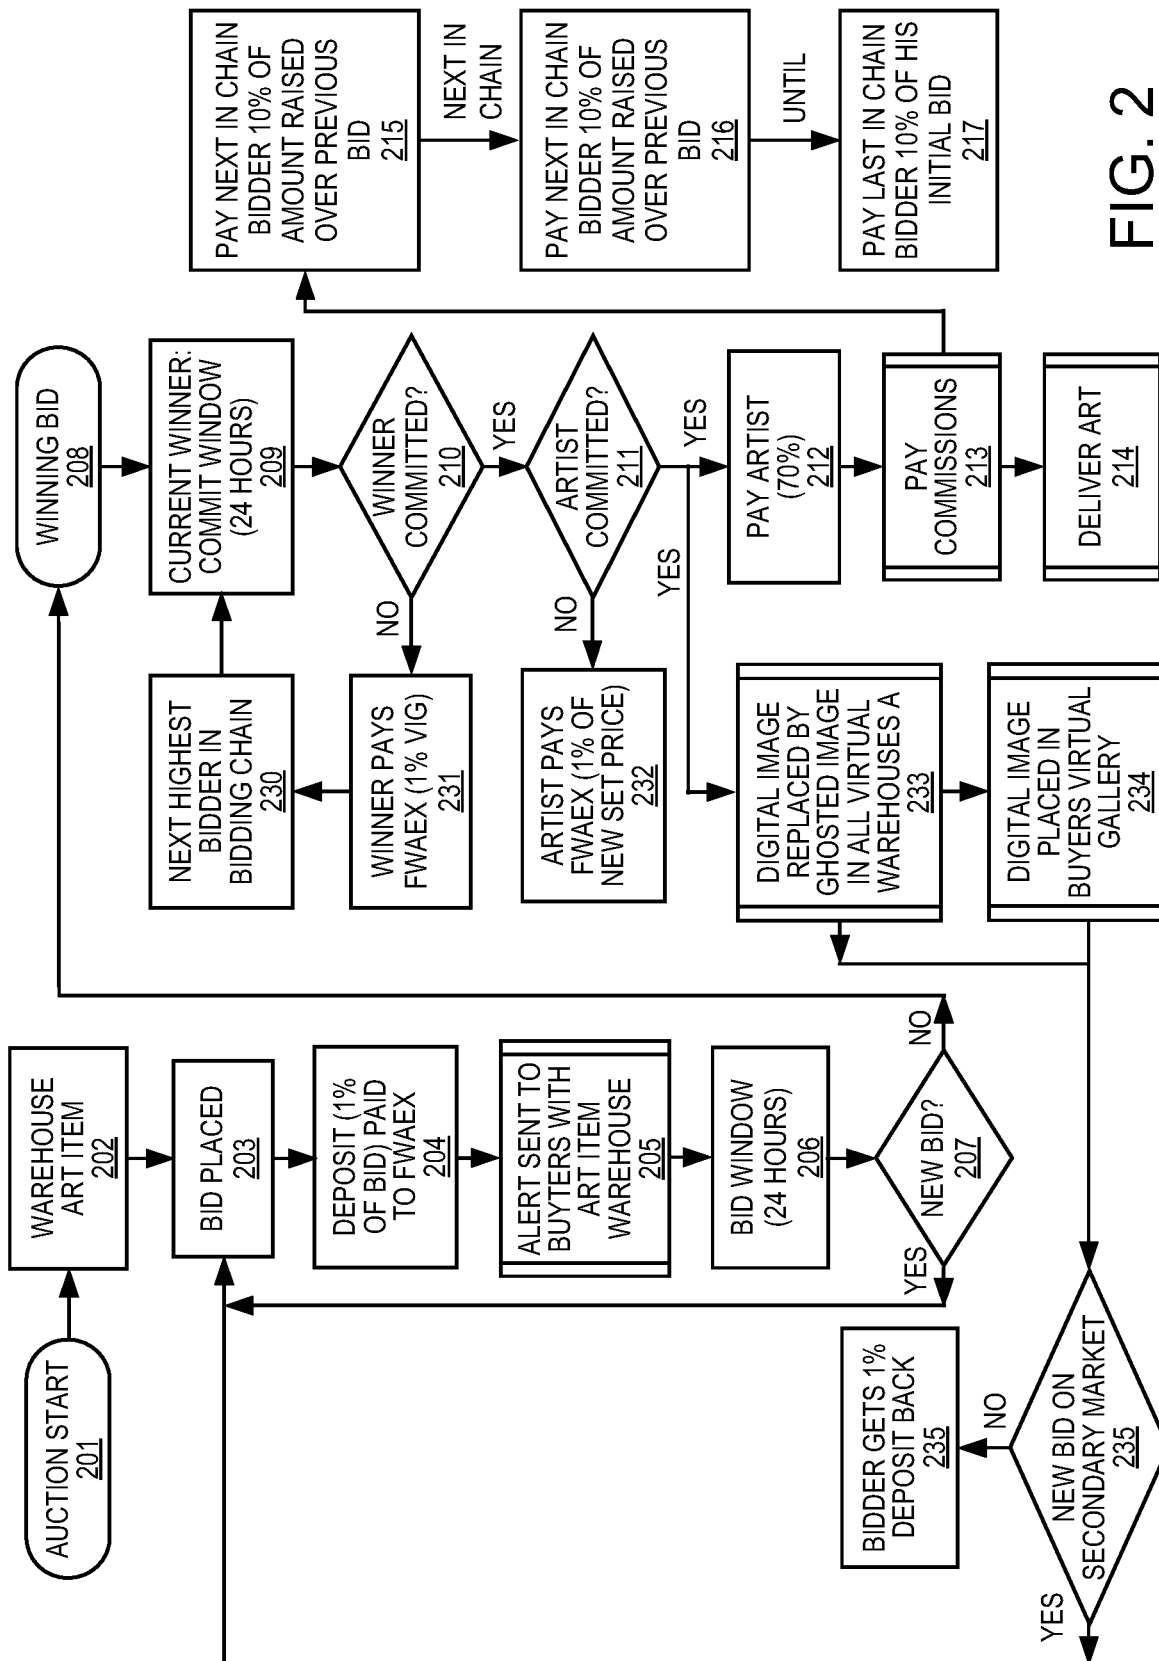 AUCTION START
201
WAREHOUSE
ART ITEM
202
BID PLACED
203
DEPOSIT (1%
OF BID) PAID
TO FWAEX
204
ALERT SENT TO
BUYTERS WITH
ART ITEM
WAREHOUSE
205
BID WINDOW
(24 HOURS)
206
NEW BID?
207
YES
NO
BIDDER GETS 1%
DEPOSIT BACK
235
NO
NEW BID ON
SECONDARY MARKET
235
YES
WINNING BID
208
CURRENT WINNER:
COMMIT WINDOW
(24 HOURS)
209
NEXT HIGHEST
BIDDER IN
BIDDING CHAIN
230
WINNER
COMMITTED?
210
NO
YES
WINNER PAYS
FWAEX (1% VIG)
231
ARTIST
COMMITTED?
211
NO
YES
YES
ARTIST PAYS
FWAEX (1% OF
NEW SET PRICE)
232
DIGITAL IMAGE
REPLACED BY
GHOSTED IMAGE
IN ALL VIRTUAL
WAREHOUSES A
233
DIGITAL IMAGE
PLACED IN
BUYERS VIRTUAL
GALLERY
234
PAY ARTIST
(70%)
212
PAY
COMMISSIONS
213
DELIVER ART
214
PAY NEXT IN CHAIN
BIDDER 10% OF
AMOUNT RAISED
OVER PREVIOUS
BID
215
NEXT IN
CHAIN
PAY NEXT IN CHAIN
BIDDER 10% OF
AMOUNT RAISED
OVER PREVIOUS
BID
216
UNTIL
PAY LAST IN CHAIN
BIDDER 10% OF HIS
INITIAL BID
217
FIG. 2